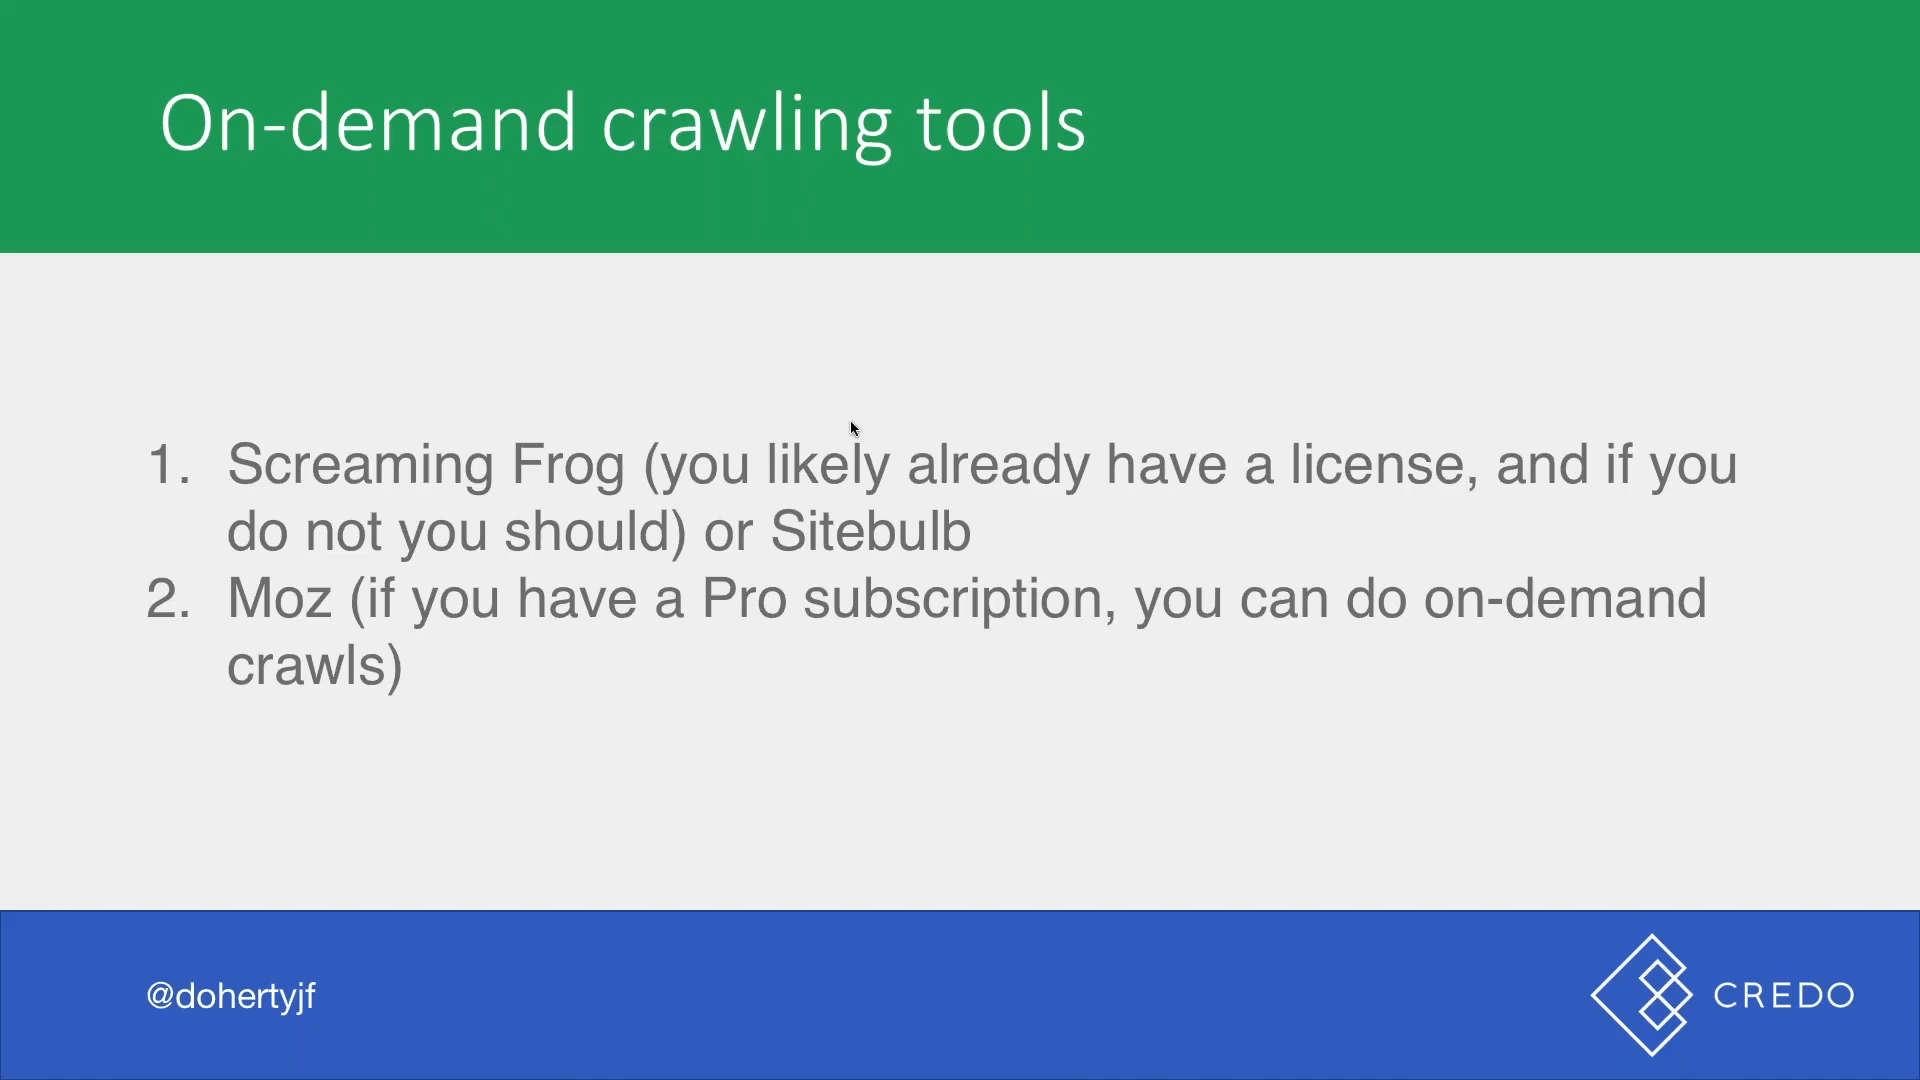 On-demand crawling tools
1. Screaming Frog (you likely already have a license, and if you
do not you should) or Sitebulb
2. Moz (if you have a Pro subscription, you can do on-demand
crawls)
@dohertyjf
CREDO